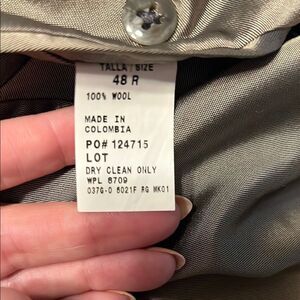 TALLA / SIZE
48 R
100% WOOL
MADE IN
COLOMBIA
PO# 124715
LOT
DRY CLEAN ONLY
WPL 8709
037G-0 6021F RG MK01